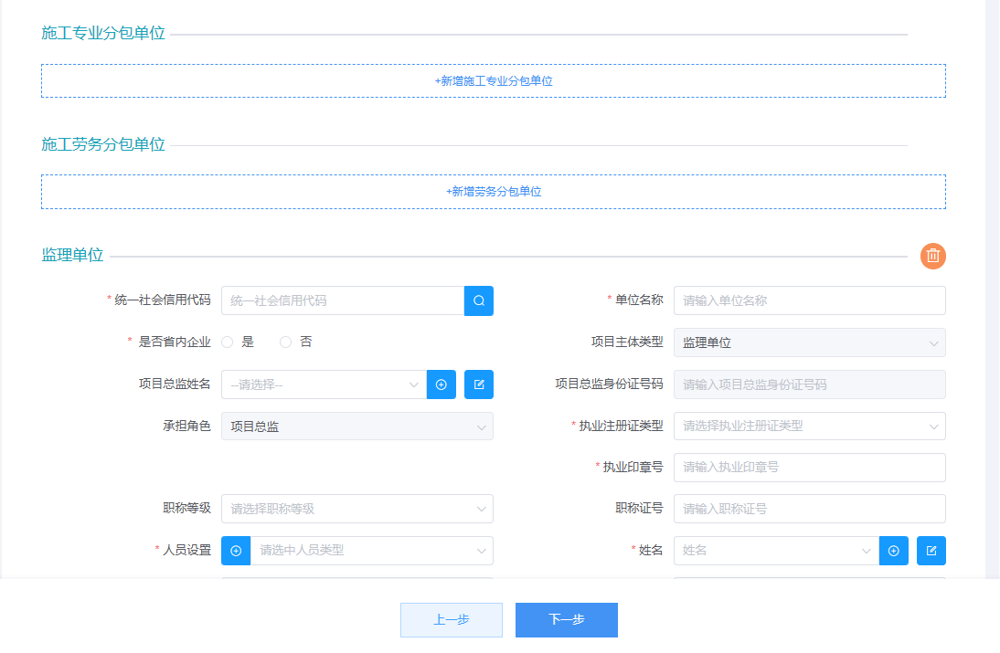 施工专业分包单位
+新增施工专业分包单位
施工劳务分包单位
+新增劳务分包单位
监理单位
* 统一社会信用代码 统一社会信用代码 * 单位名称 请输入单位名称
* 是否省内企业 是 否 项目主体类型 监理单位
项目总监姓名 --请选择-- 项目总监身份证号码 请输入项目总监身份证号码
承担角色 项目总监 * 执业注册证类型 请选择执业注册证类型
* 执业印章号 请输入执业印章号
职称等级 请选择职称等级 职称证号 请输入职称证号
* 人员设置 请选中人员类型 * 姓名 姓名
上一步 下一步